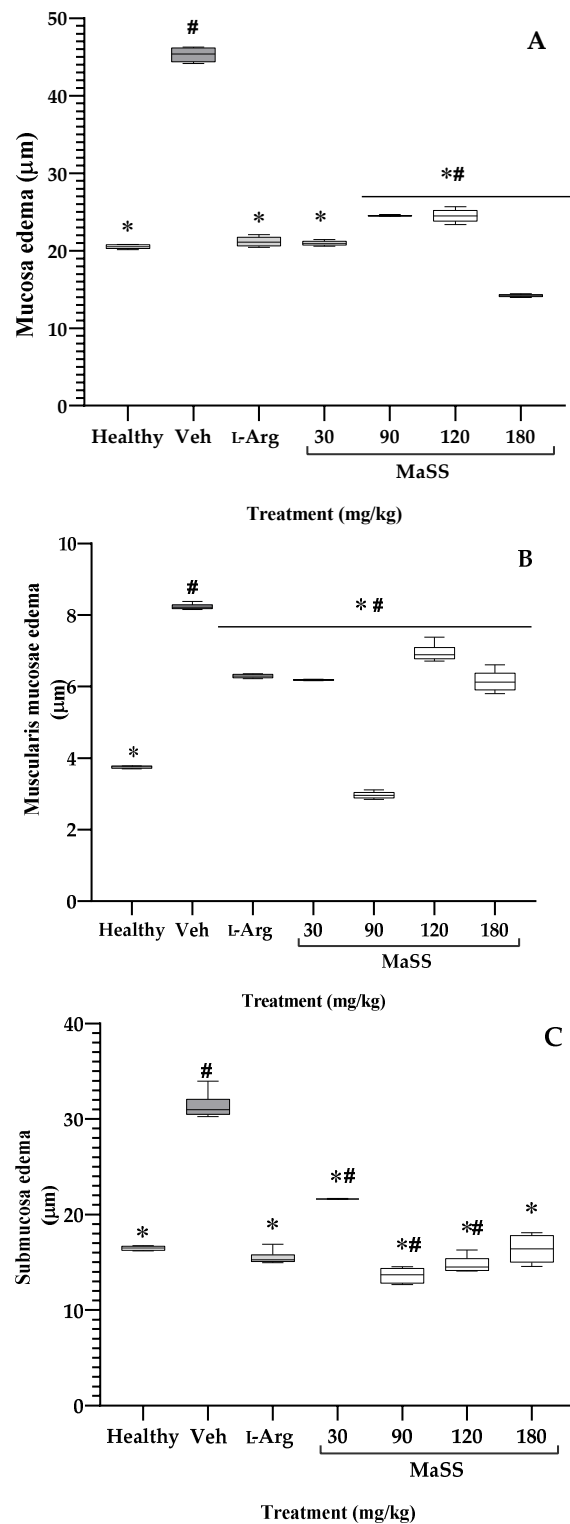 A
#
50
40
*#
30
* * *
20
10
0
Mucosa edema (μm)
Healthy Veh L-Arg 30 90 120 180
MaSS
Treatment (mg/kg)
B
10
#
* #
8
6
*
4
2
0
Muscularis mucosae edema
(μm)
Healthy Veh L-Arg 30 90 120 180
MaSS
Treatment (mg/kg)
C
40
#
30
*#
20
* * *# *# *
10
0
Submucosa edema
(μm)
Healthy Veh L-Arg 30 90 120 180
MaSS
Treatment (mg/kg)